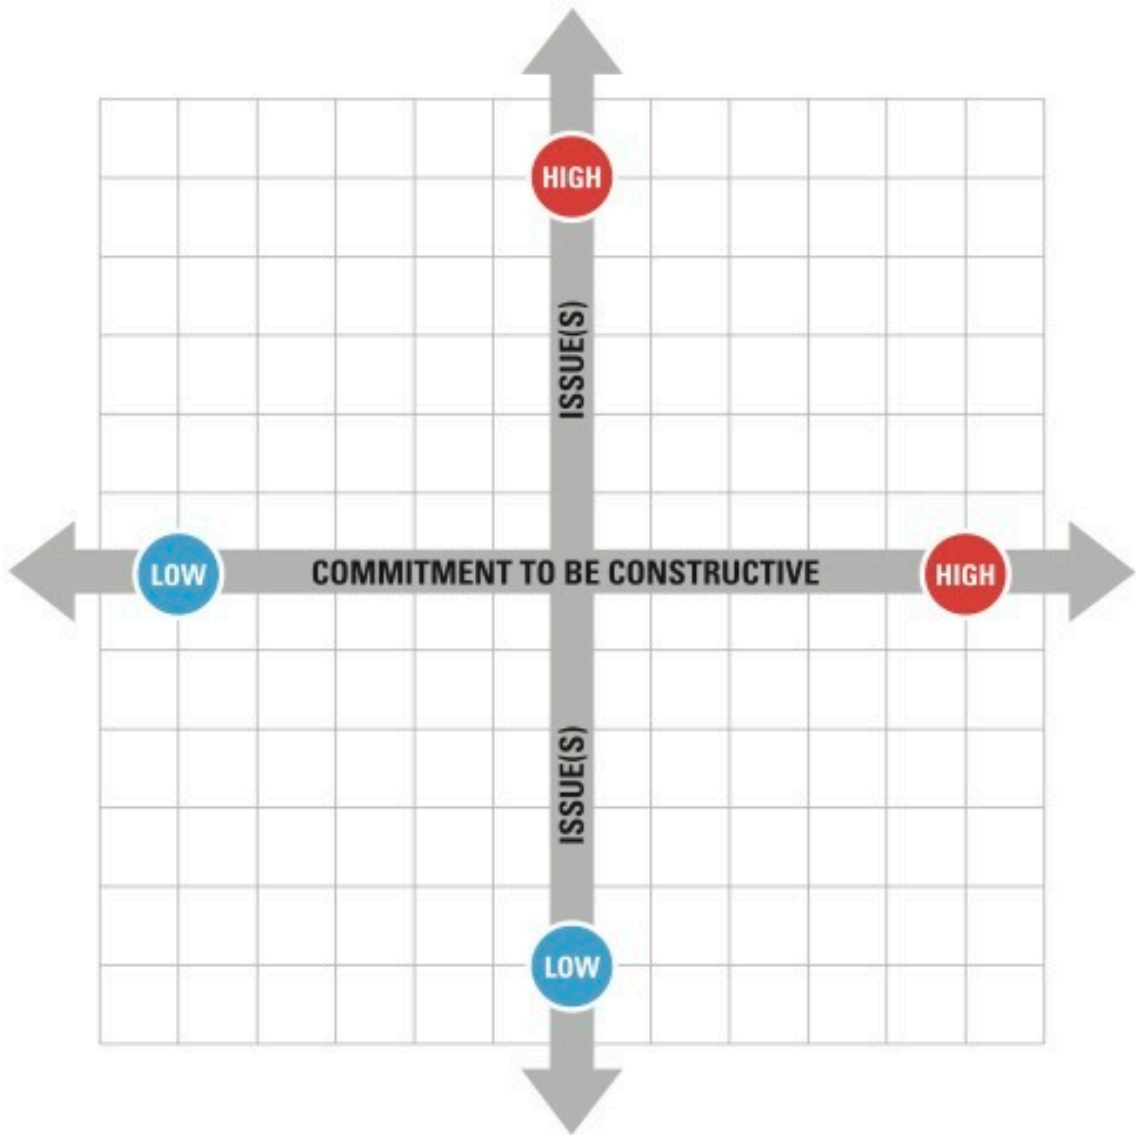 HIGH
ISSUE(S)
LOW
COMMITMENT TO BE CONSTRUCTIVE
HIGH
ISSUE(S)
LOW